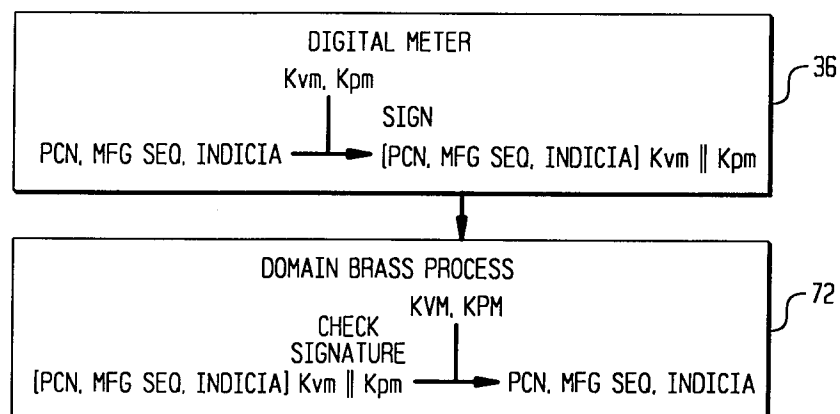 DIGITAL METER
36
Kvm, Kpm
SIGN
PCN, MFG SEQ, INDICIA
[PCN, MFG SEQ, INDICIA] Kvm || Kpm
DOMAIN BRASS PROCESS
72
KVM, KPM
CHECK
SIGNATURE
[PCN, MFG SEQ, INDICIA] Kvm || Kpm
PCN, MFG SEQ, INDICIA